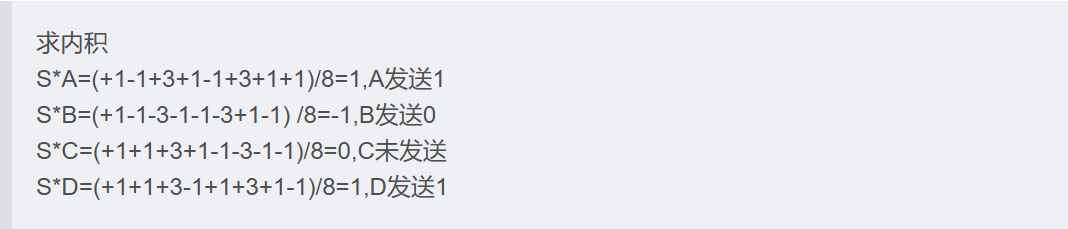 求内积
S*A=(+1-1+3+1-1+3+1+1)/8=1,A发送1
S*B=(+1-1-3-1-1-3+1-1) /8=-1,B发送0
S*C=(+1+1+3+1-1-3-1-1)/8=0,C未发送
S*D=(+1+1+3-1+1+3+1-1)/8=1,D发送1